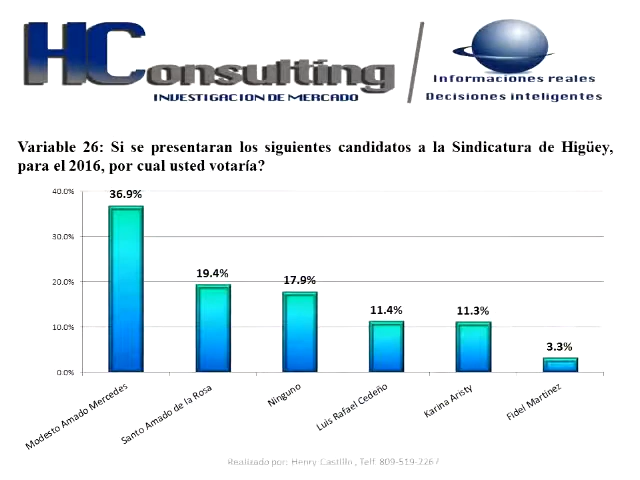 HConsulting
INVESTIGACION DE MERCADO
Informaciones reales
Decisiones inteligentes
Variable 26: Si se presentaran los siguientes candidatos a la Sindicatura de Higüey,
para el 2016, por cual usted votaría?
40.0%
30.0%
20.0%
10.0%
0.0%
36.9%
19.4%
17.9%
11.4%
11.3%
3.3%
Modesto Amado Mercedes
Santo Amado de la Rosa
Ninguno
Luis Rafael Cedeño
Karina Aristy
Fidel Martinez
Realizado por: Henry Castillo , Telf: 809-519-2267